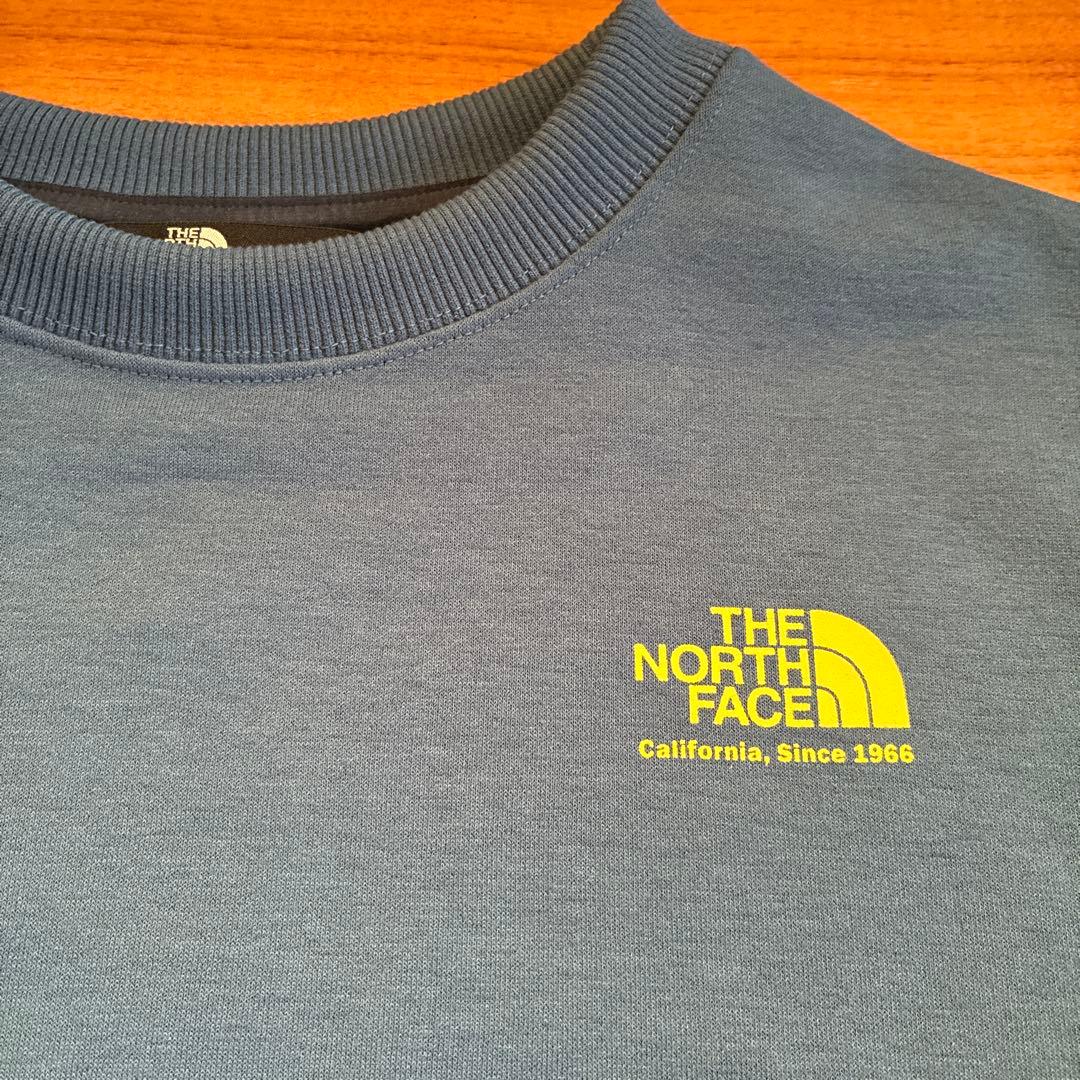 THE
THE
NORTH
FACE
California, Since 1966